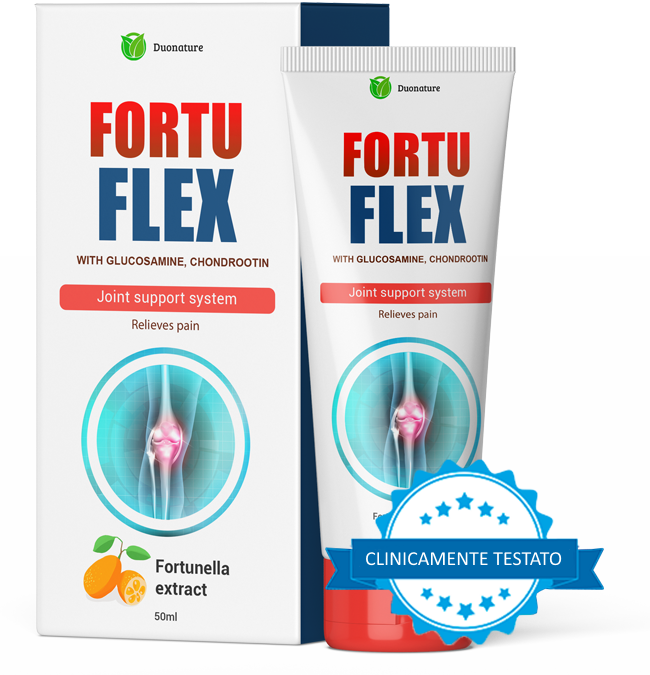 Duonature
FORTU
FLEX
WITH GLUCOSAMINE, CHONDROOTIN
Joint support system
Relieves pain
Fortunella
extract
50ml
Duonature
FORTU
FLEX
WITH GLUCOSAMINE, CHONDROOTIN
Joint support system
Relieves pain
CLINICAMENTE TESTATO